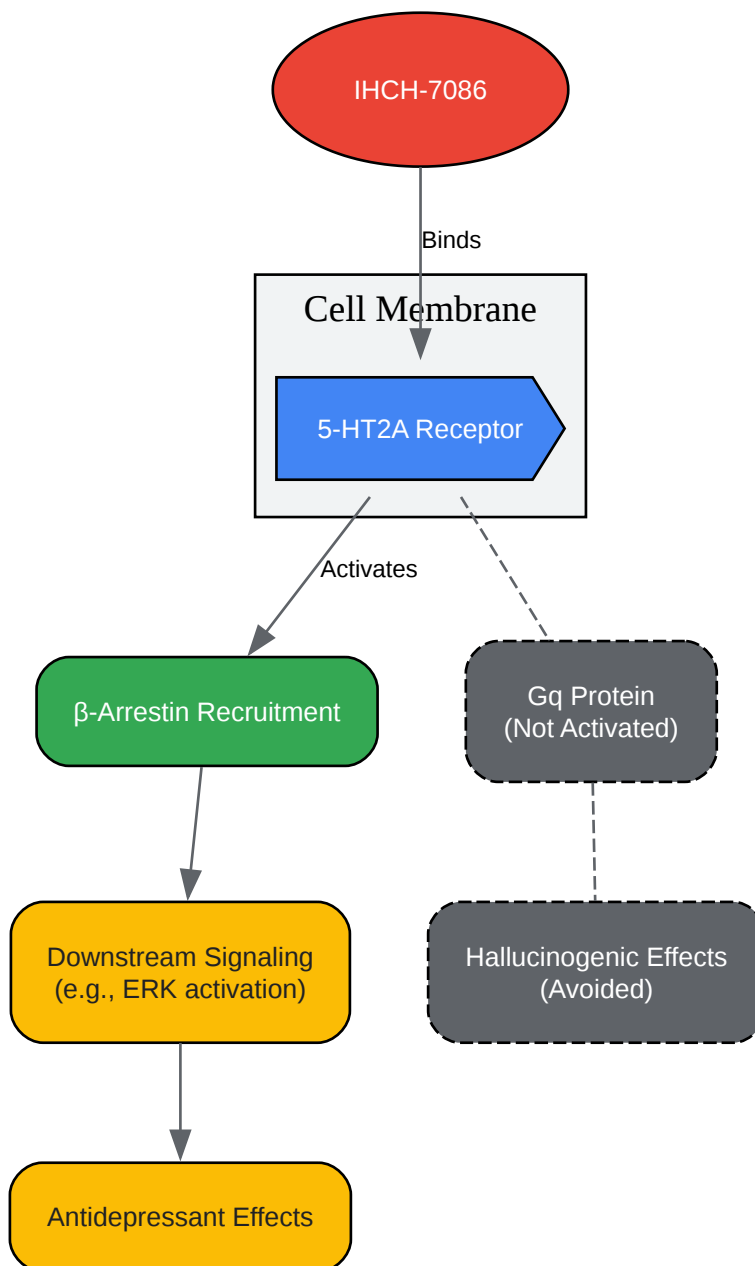 IHCH-7086
Binds
Cell Membrane
5-HT2A Receptor
Activates
β-Arrestin Recruitment
Gq Protein
(Not Activated)
Downstream Signaling
(e.g., ERK activation)
Hallucinogenic Effects
(Avoided)
Antidepressant Effects